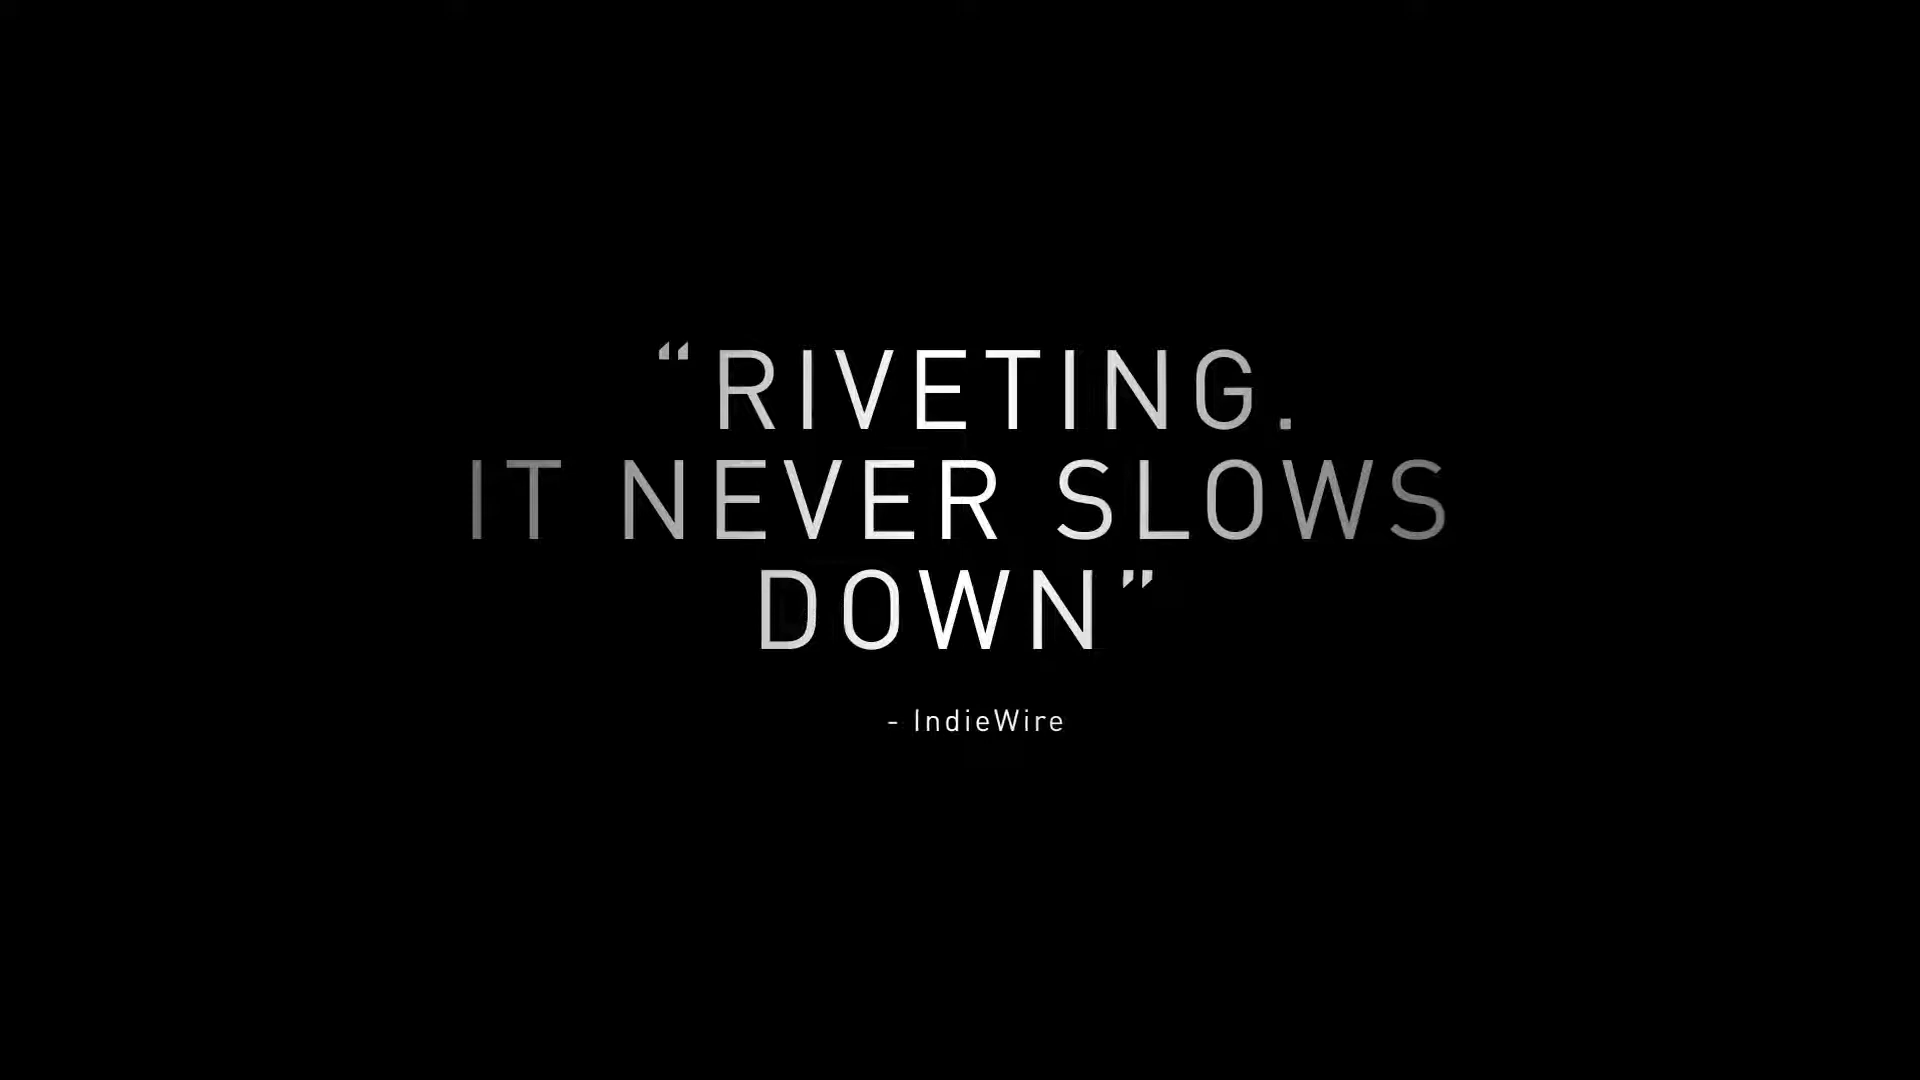 “RIVETING.
IT NEVER SLOWS
DOWN”
- IndieWire